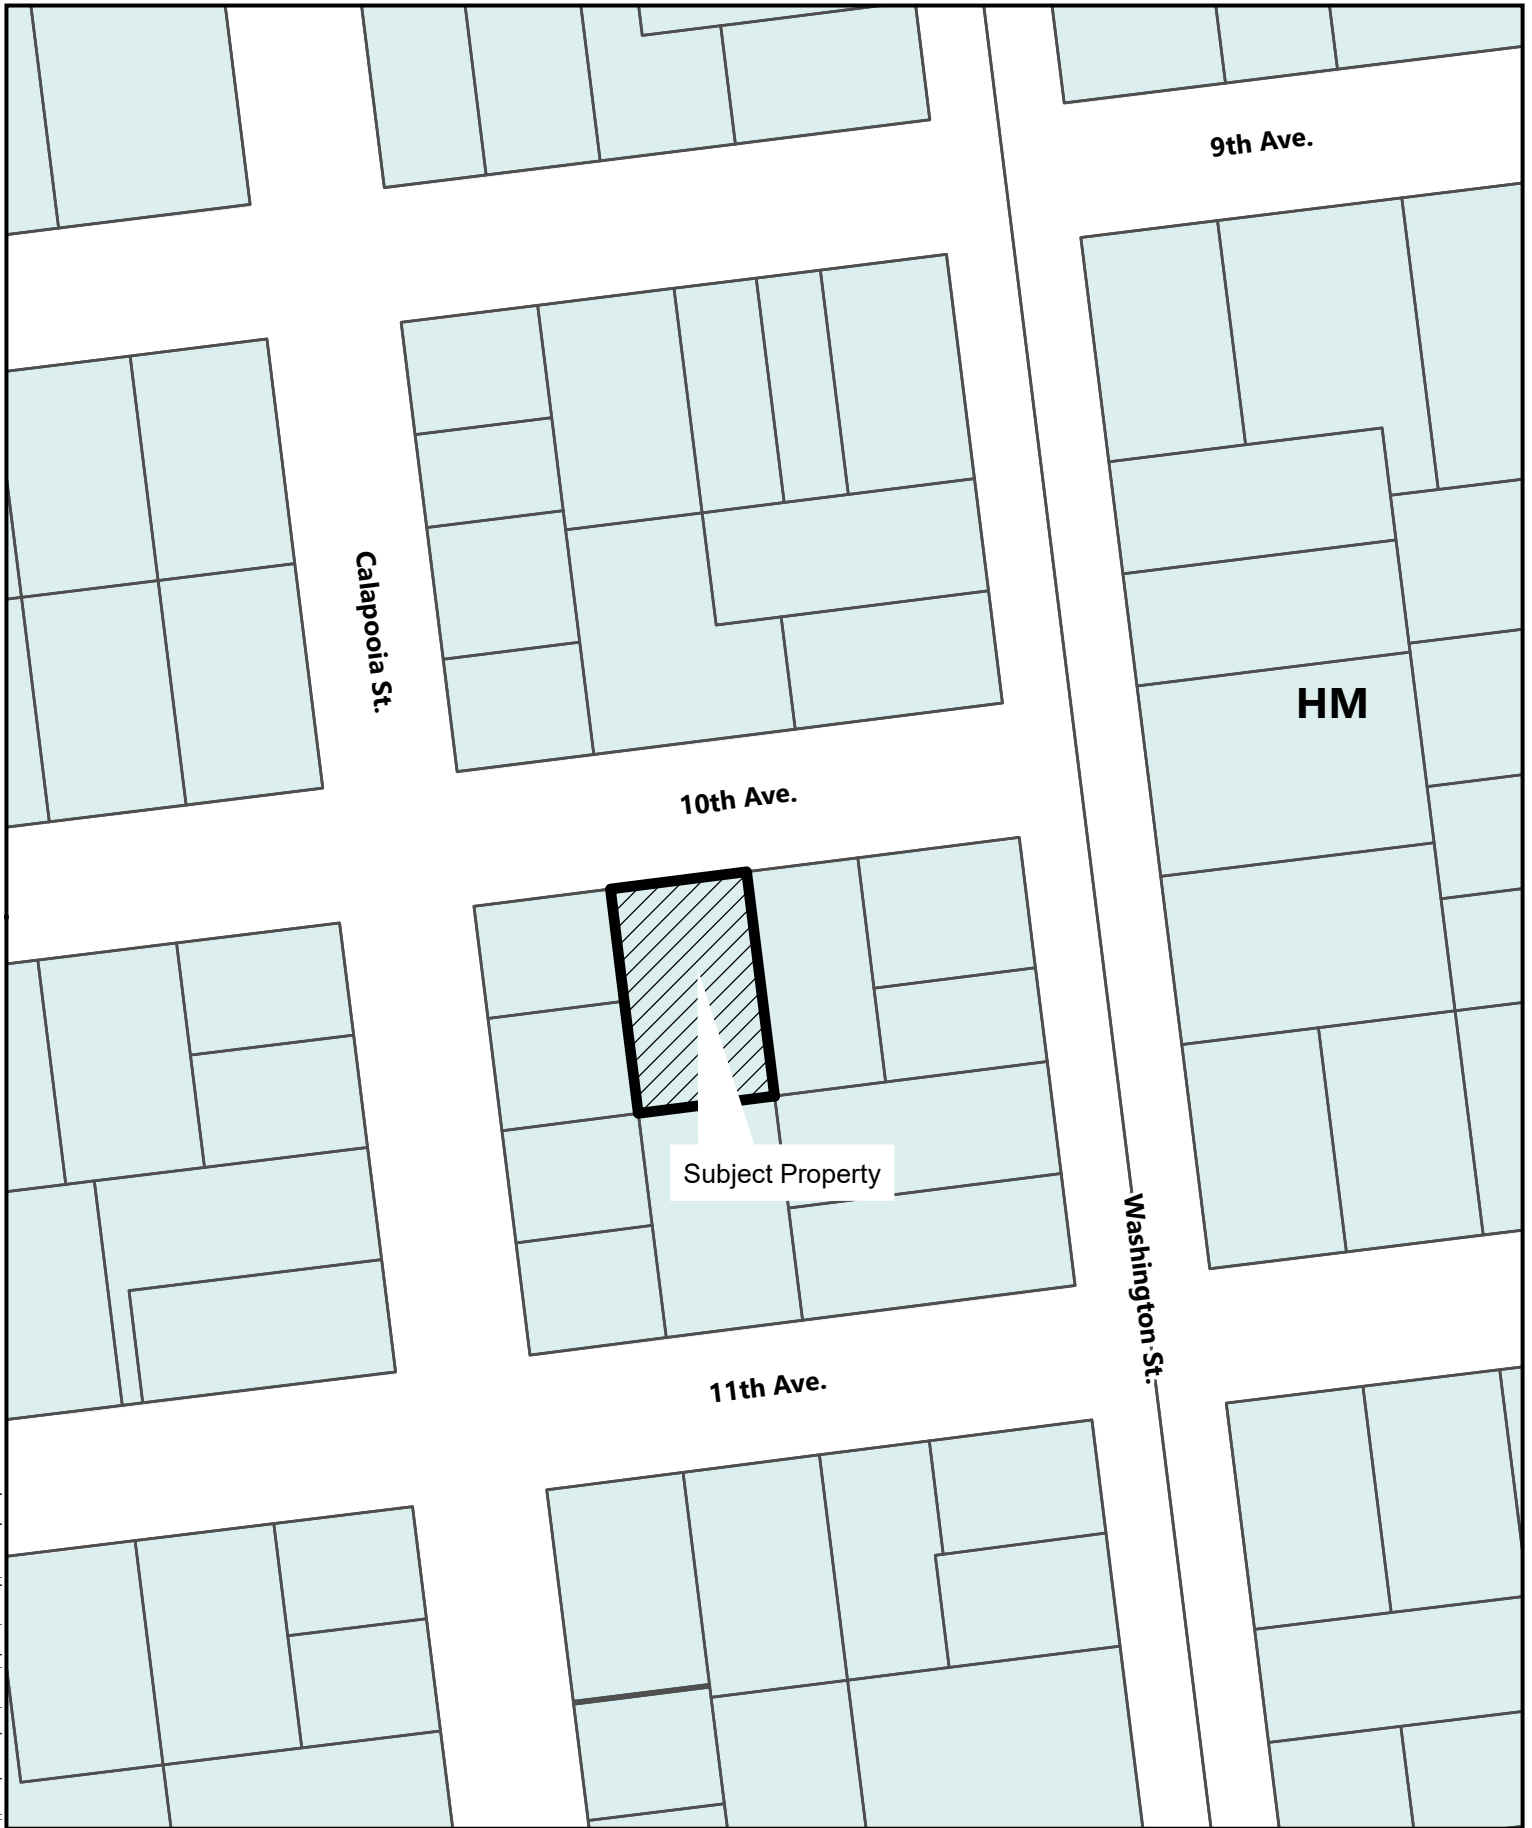 9th Ave.
Calapooia St.
HM
10th Ave.
Subject Property
Washington St.
11th Ave.